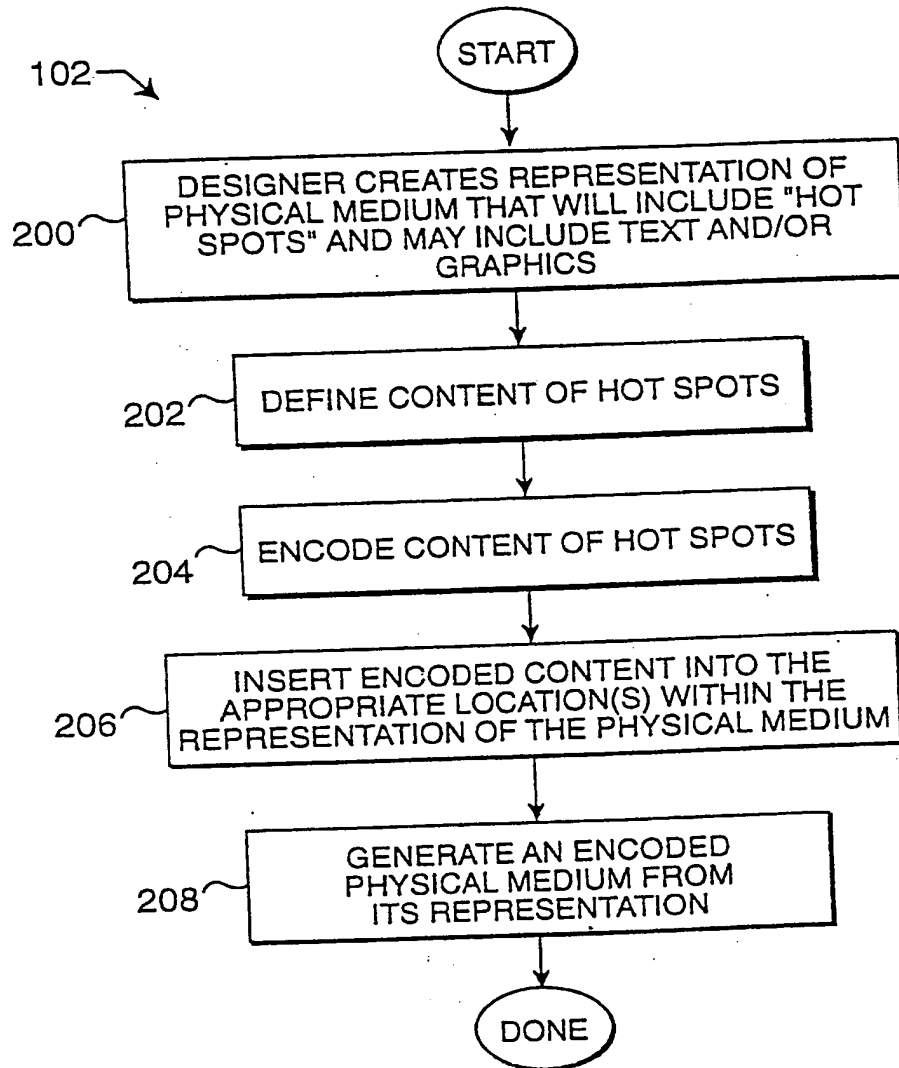 START
102
DESIGNER CREATES REPRESENTATION OF
PHYSICAL MEDIUM THAT WILL INCLUDE "HOT
SPOTS" AND MAY INCLUDE TEXT AND/OR
GRAPHICS
200
DEFINE CONTENT OF HOT SPOTS
202
ENCODE CONTENT OF HOT SPOTS
204
INSERT ENCODED CONTENT INTO THE
APPROPRIATE LOCATION(S) WITHIN THE
REPRESENTATION OF THE PHYSICAL MEDIUM
206
GENERATE AN ENCODED
PHYSICAL MEDIUM FROM
ITS REPRESENTATION
208
DONE